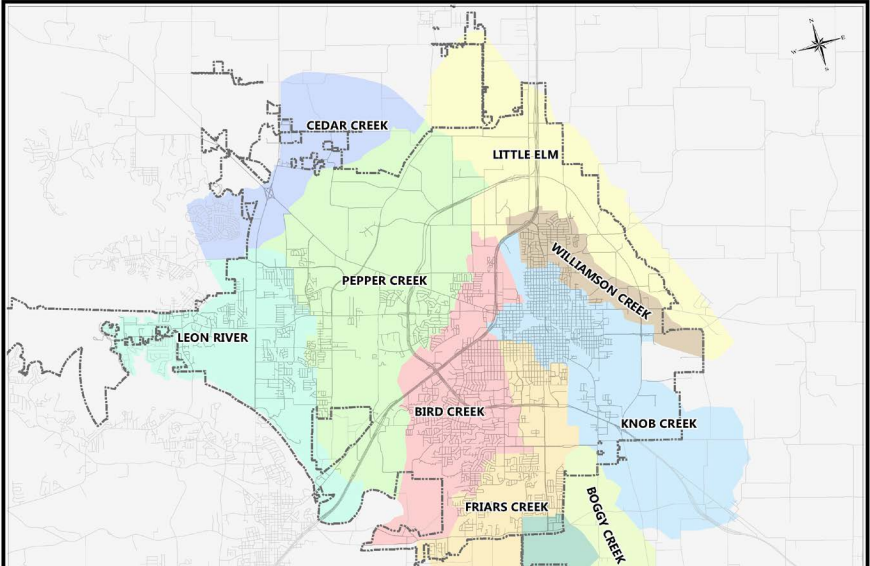 N
W E
S
CEDAR CREEK
LITTLE ELM
WILLIAMSON CREEK
PEPPER CREEK
LEON RIVER
BIRD CREEK
KNOB CREEK
FRIARS CREEK
BOGGY CREEK